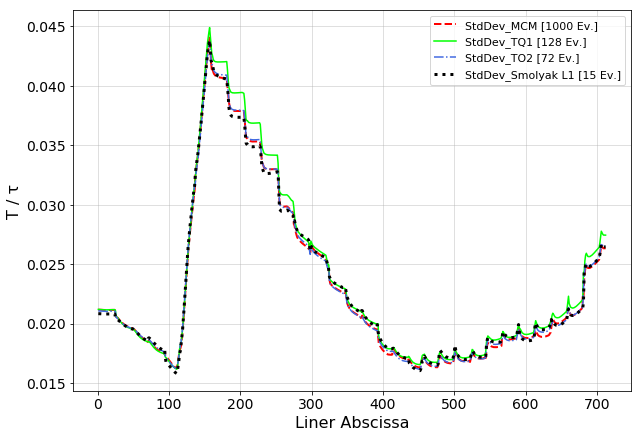 StdDev_MCM [1000 Ev.]
StdDev_TQ1 [128 Ev.]
StdDev_TO2 [72 Ev.]
StdDev_Smolyak L1 [15 Ev.]
T / τ
0.045
0.040
0.035
0.030
0.025
0.020
0.015
0 100 200 300 400 500 600 700
Liner Abscissa